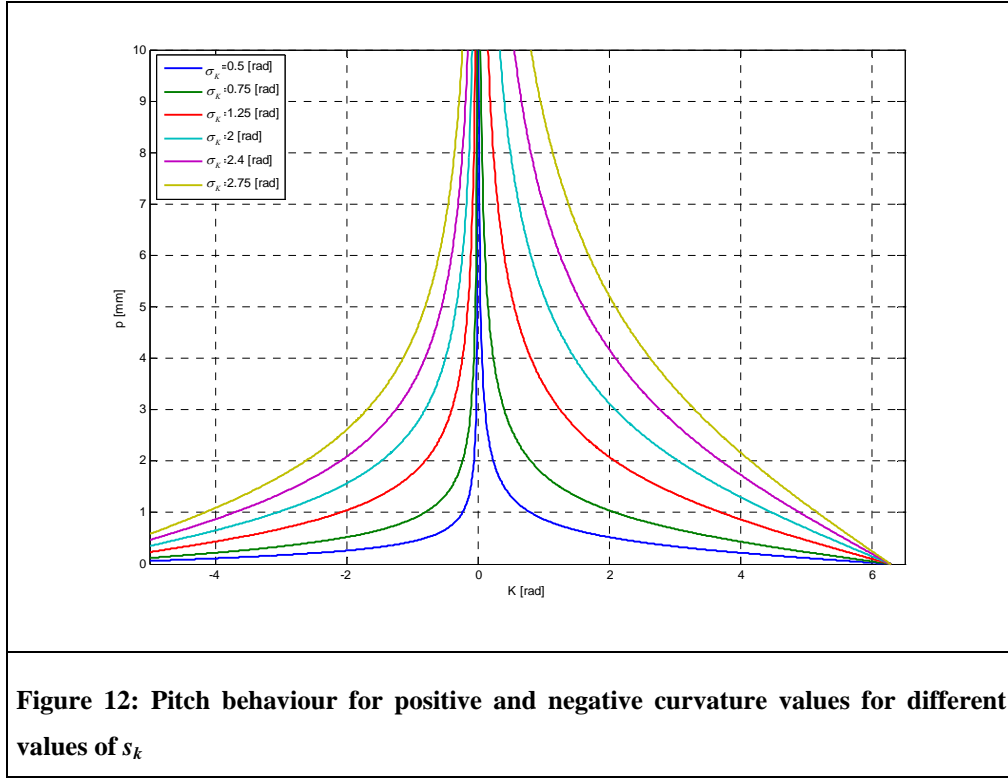 10
9
8
7
6
5
4
3
2
1
0
p [mm]
σK=0.5 [rad]
σK=0.75 [rad]
σK=1.25 [rad]
σK=2 [rad]
σK=2.4 [rad]
σK=2.75 [rad]
-4 -2 0 2 4 6
K [rad]
Figure 12: Pitch behaviour for positive and negative curvature values for different
values of sk